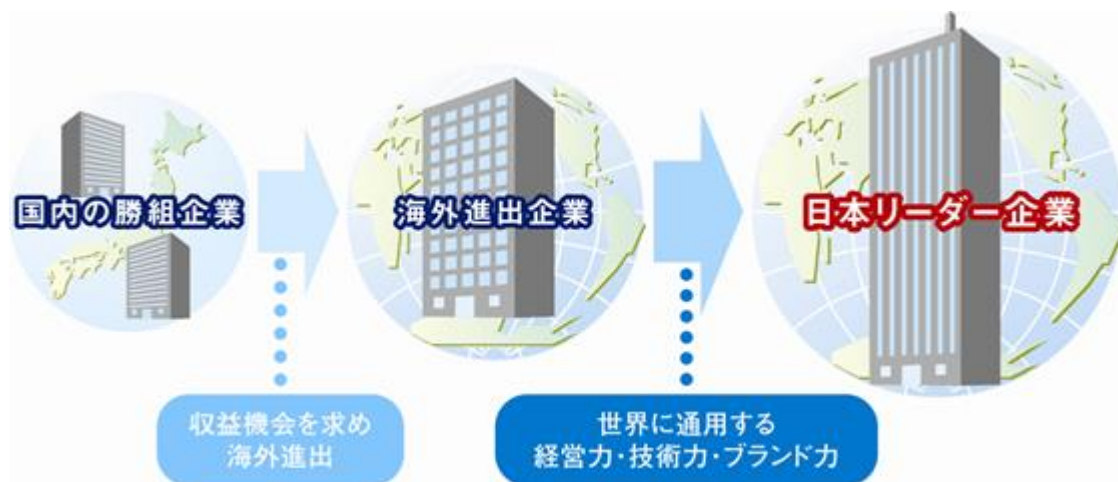 国内の勝組企業
海外進出企業
日本リーダー企業
収益機会を求め
海外進出
世界に通用する
経営力・技術力・ブランド力